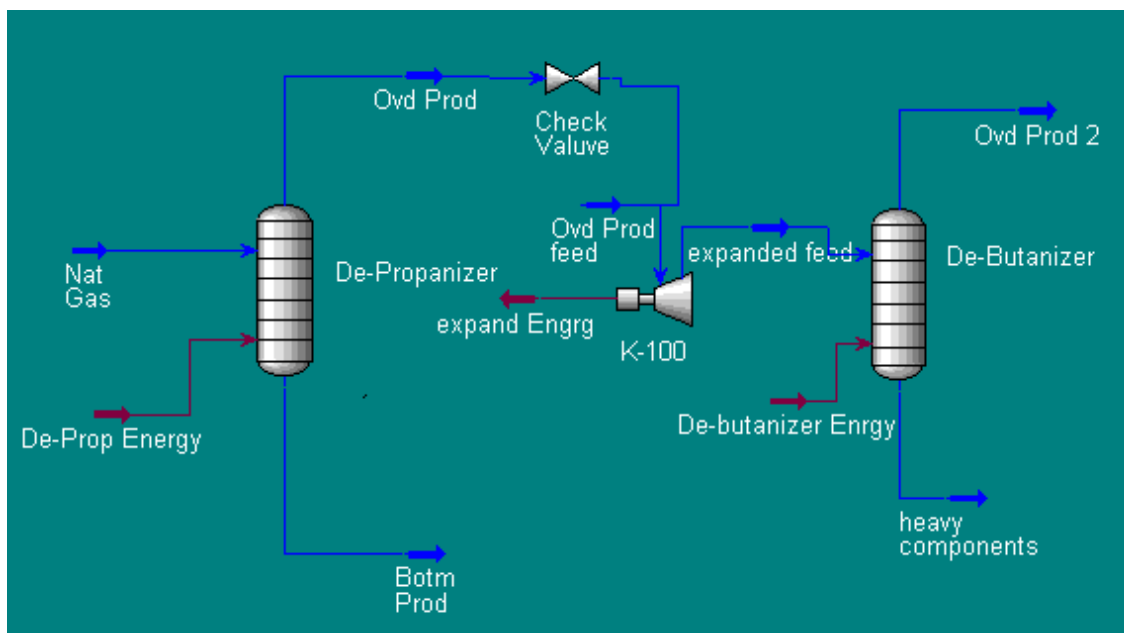 Ovd Prod
Check
Valuve
Ovd Prod 2
Nat
Gas
De-Propanizer
Ovd Prod
feed
expanded feed
De-Butanizer
expand Engrg
K-100
De-Prop Energy
De-butanizer Enrgy
heavy
components
Botm
Prod